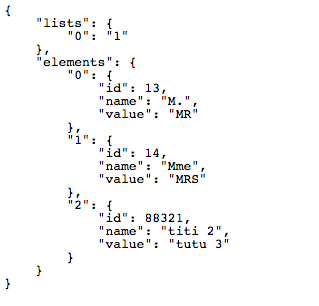 {
    "lists": {
        "0": "1"
    },
    "elements": {
        "0": {
            "id": 13,
            "name": "M.",
            "value": "MR"
        },
        "1": {
            "id": 14,
            "name": "Mme",
            "value": "MRS"
        },
        "2": {
            "id": 88321,
            "name": "titi 2",
            "value": "tutu 3"
        }
    }
}